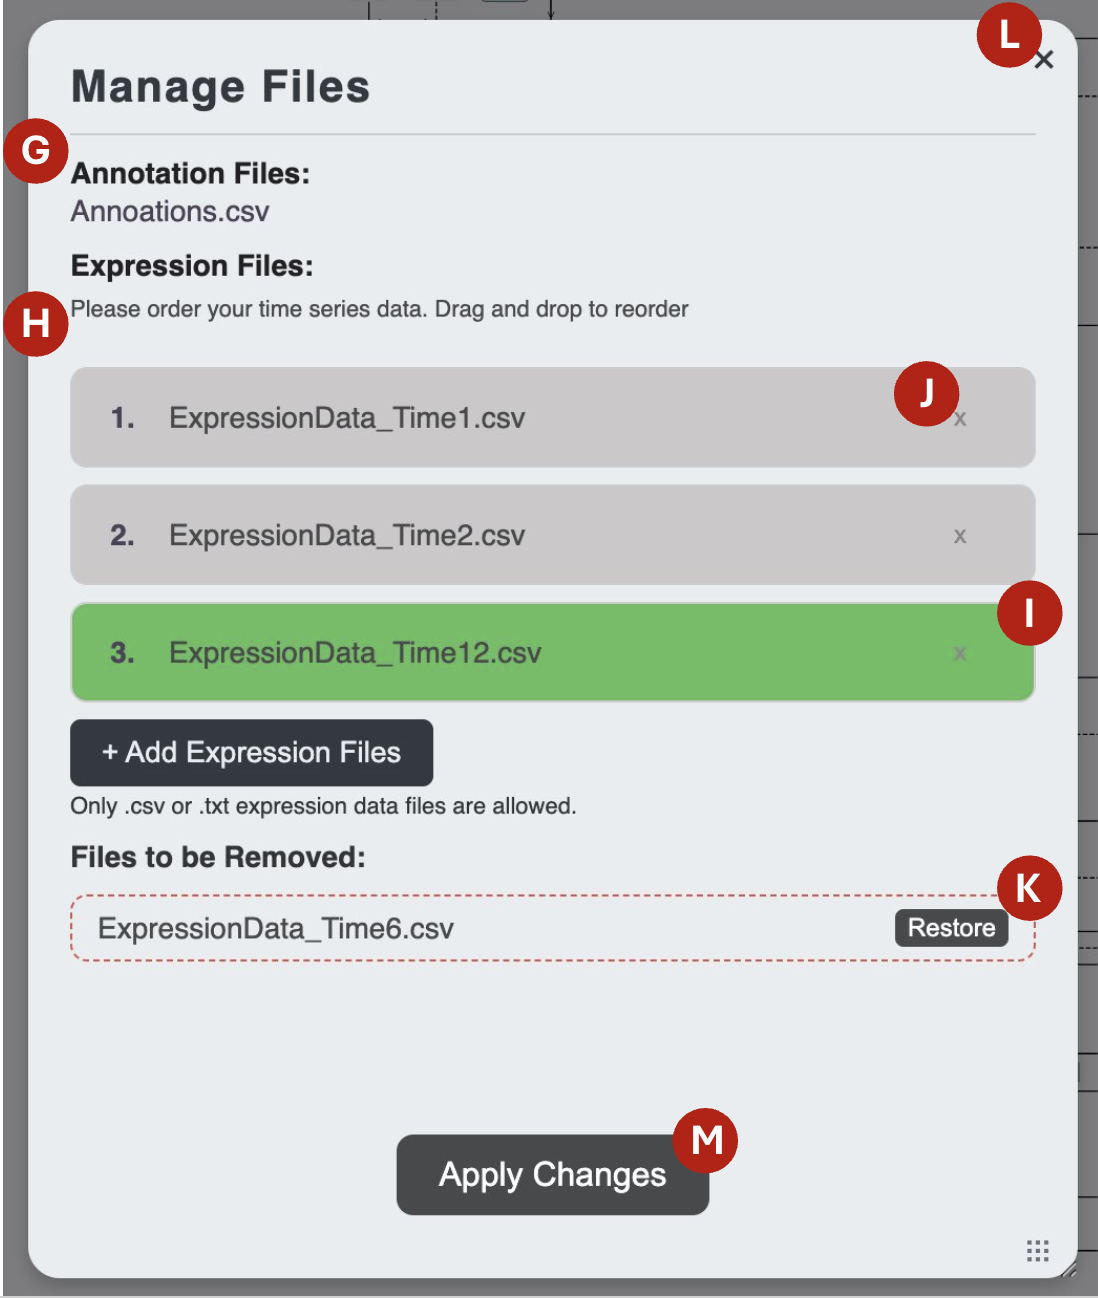 L
×
Manage Files
G
Annotation Files:
Annoations.csv
Expression Files:
H
Please order your time series data. Drag and drop to reorder
J
1. ExpressionData_Time1.csv x
2. ExpressionData_Time2.csv x
I
3. ExpressionData_Time12.csv x
+ Add Expression Files
Only .csv or .txt expression data files are allowed.
Files to be Removed:
K
ExpressionData_Time6.csv Restore
M
Apply Changes